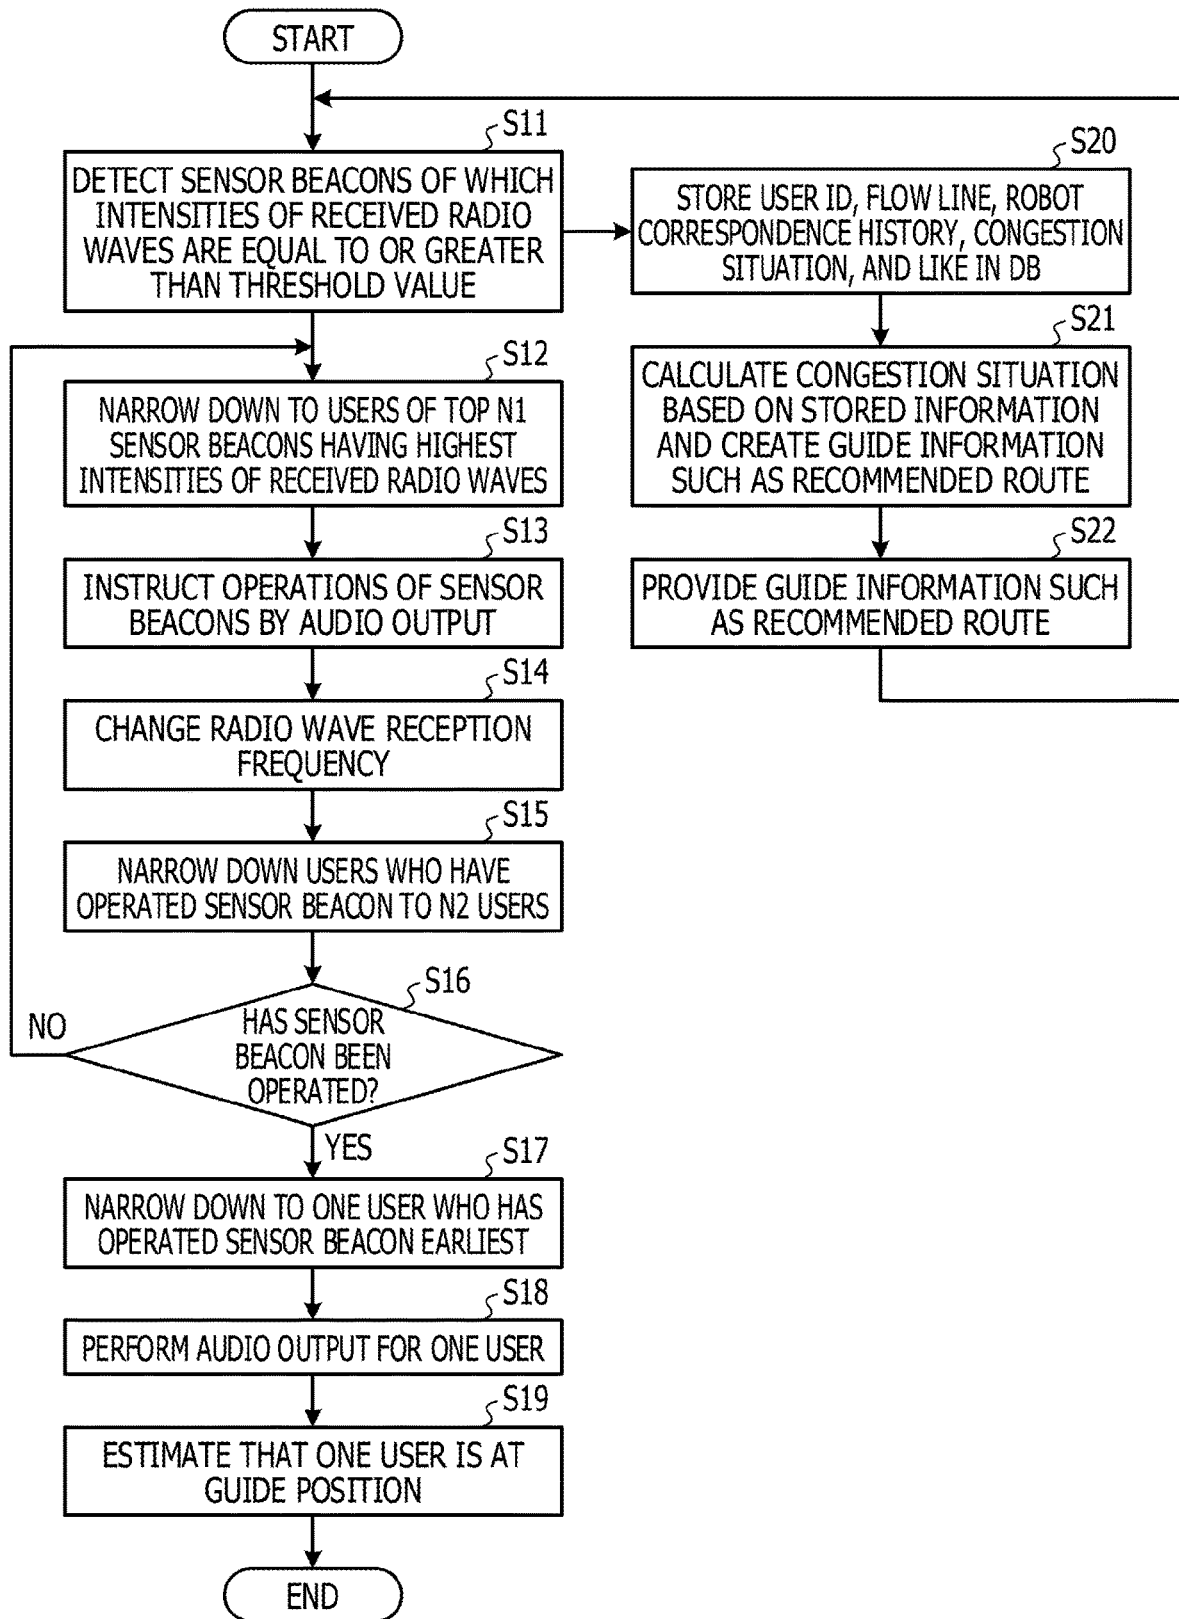 START
S11
DETECT SENSOR BEACONS OF WHICH
INTENSITIES OF RECEIVED RADIO
WAVES ARE EQUAL TO OR GREATER
THAN THRESHOLD VALUE
S12
NARROW DOWN TO USERS OF TOP N1
SENSOR BEACONS HAVING HIGHEST
INTENSITIES OF RECEIVED RADIO WAVES
S13
INSTRUCT OPERATIONS OF SENSOR
BEACONS BY AUDIO OUTPUT
S14
CHANGE RADIO WAVE RECEPTION
FREQUENCY
S15
NARROW DOWN USERS WHO HAVE
OPERATED SENSOR BEACON TO N2 USERS
S16
HAS SENSOR
BEACON BEEN
OPERATED?
NO
YES
S17
NARROW DOWN TO ONE USER WHO HAS
OPERATED SENSOR BEACON EARLIEST
S18
PERFORM AUDIO OUTPUT FOR ONE USER
S19
ESTIMATE THAT ONE USER IS AT
GUIDE POSITION
END
S20
STORE USER ID, FLOW LINE, ROBOT
CORRESPONDENCE HISTORY, CONGESTION
SITUATION, AND LIKE IN DB
S21
CALCULATE CONGESTION SITUATION
BASED ON STORED INFORMATION
AND CREATE GUIDE INFORMATION
SUCH AS RECOMMENDED ROUTE
S22
PROVIDE GUIDE INFORMATION SUCH
AS RECOMMENDED ROUTE